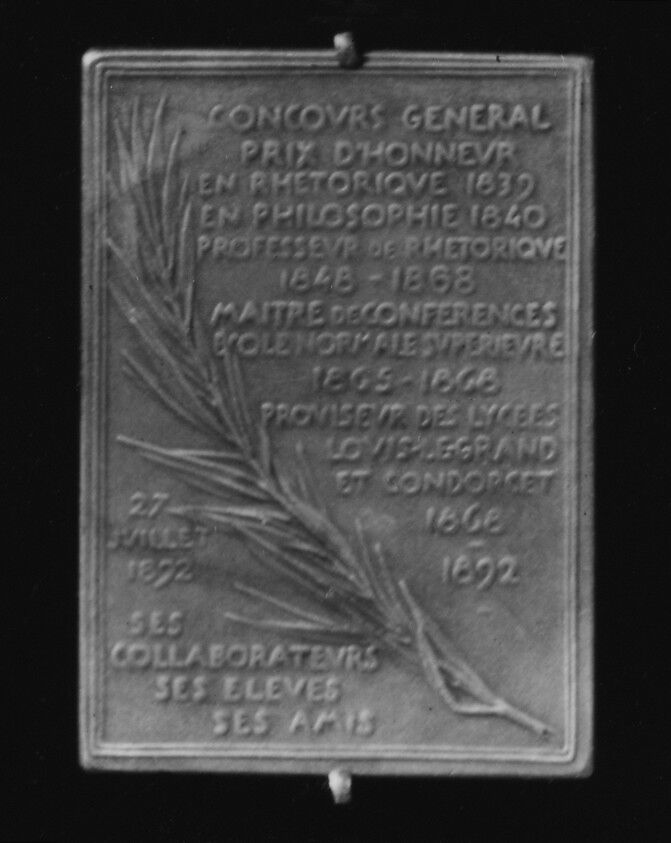 CONCOVRS GENERAL
PRIX D'HONNEVR
EN RHETORIQVE 1839
EN PHILOSOPHIE 1840
PROFESSEVR DE RHETORIQVE
1848 - 1868
MAITRE DE CONFERENCES
ECOLE NORMALE SVPERIEVRE
1865 - 1868
PROVISEVR DES LYCEES
LOVIS-LEGRAND
ET CONDORCET
1868
-
1892
27
JVILLET
1892
SES
COLLABORATEVRS
SES ELEVES
SES AMIS